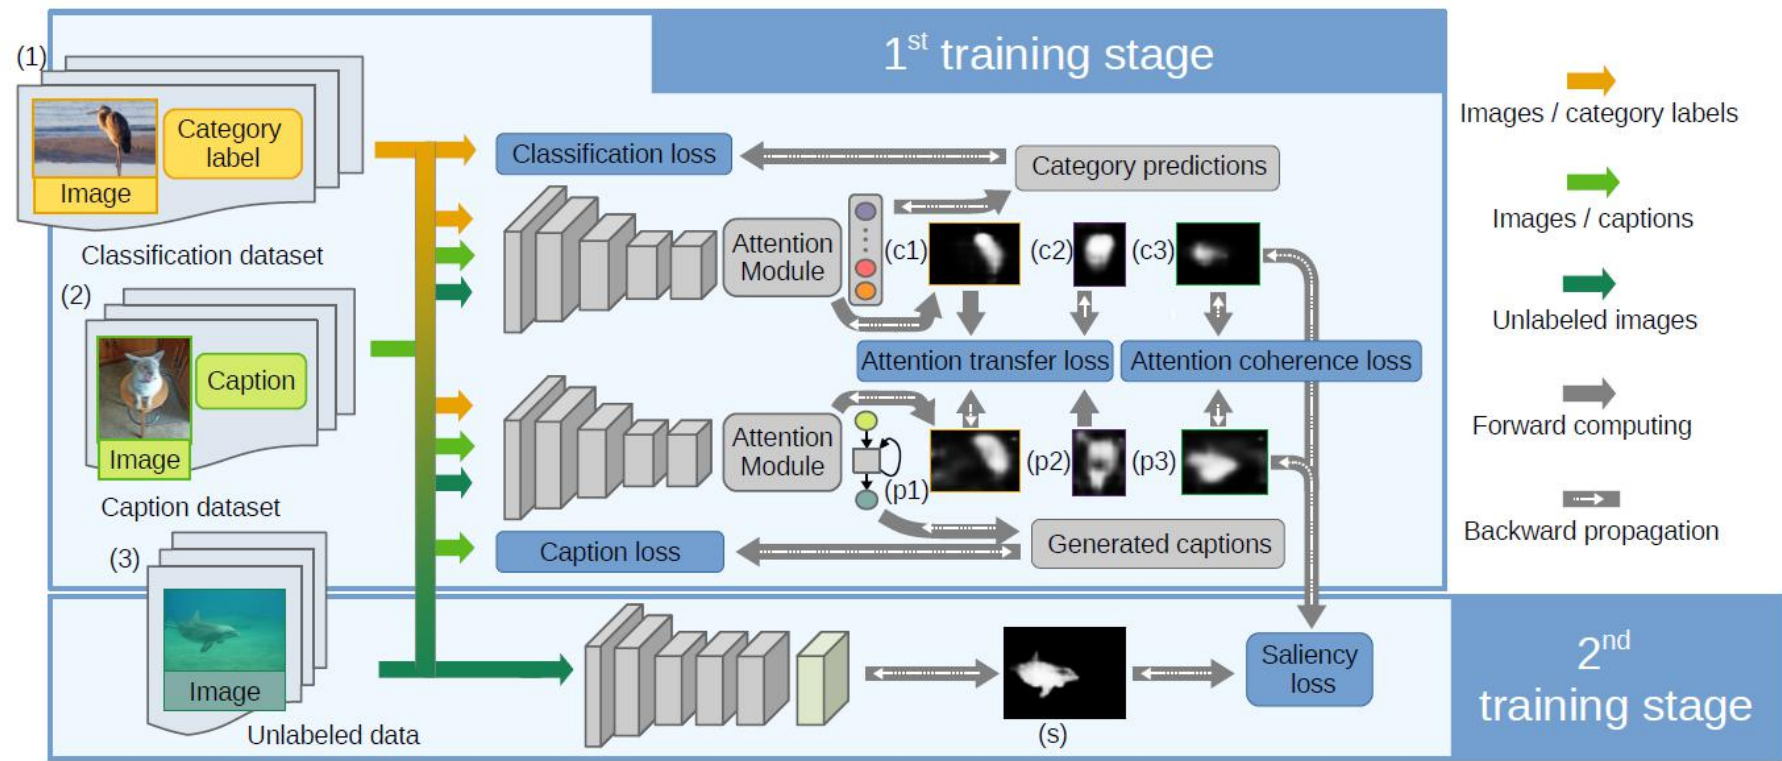 1st training stage
(1)
Category
label
Image
Classification dataset
(2)
Caption
Image
Caption dataset
(3)
Image
Unlabeled data
Classification loss
Category predictions
Attention
Module
(c1)
(c2)
(c3)
Attention transfer loss
Attention coherence loss
Attention
Module
(p1)
(p2)
(p3)
Caption loss
Generated captions
Saliency
loss
(s)
2nd
training stage
Images / category labels
Images / captions
Unlabeled images
Forward computing
Backward propagation